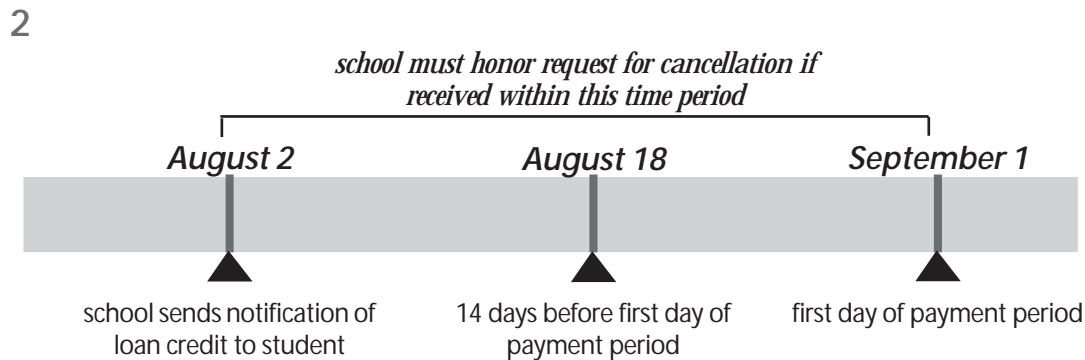 2
school must honor request for cancellation if
received within this time period
August 2
August 18
September 1
school sends notification of
loan credit to student
14 days before first day of
payment period
first day of payment period